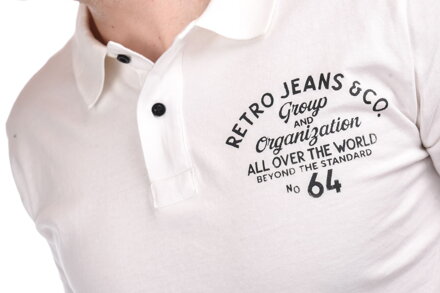 RETRO JEANS & CO.
Group
AND
Organization
ALL OVER THE WORLD
BEYOND THE STANDARD
No 64